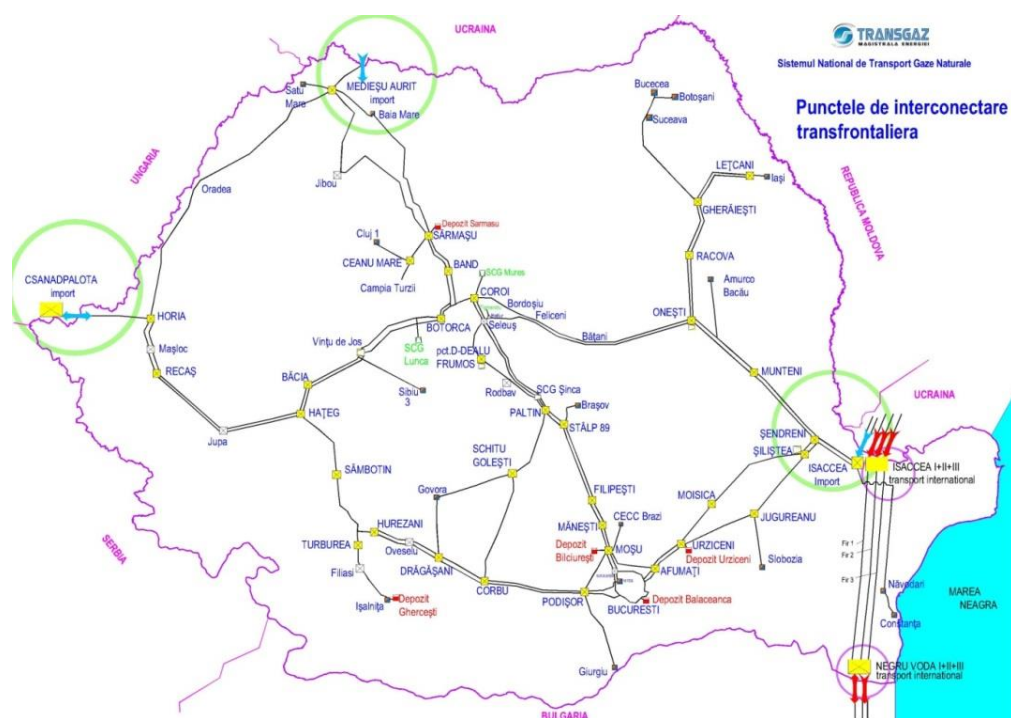 UCRAINA
TRANSGAZ
MAGISTRALA ENERGIEI
Sistemul National de Transport Gaze Naturale
Punctele de interconectare
transfrontaliera
MEDIEŞU AURIT
import
Satu
Mare
Baia Mare
Bucecea
Botoşani
Suceava
UNGARIA
Oradea
Jibou
LEŢCANI
Iaşi
REPUBLICA MOLDOVA
GHERĂIEŞTI
Depozit Sarmasu
SĂRMAŞU
Cluj 1
CEANU MARE
Campia Turzii
BAND
RACOVA
Amurco
Bacău
CSANADPALOTA
import
SCG Mures
COROI
Bordoşiu
Feliceni
HORIA
BOTORCA
Seleuş
ONEŞTI
Băţani
Maşloc
Vinţu de Jos
SCG
Lunca
pct.D-DEALU
FRUMOS
RECAŞ
BĂCIA
Sibiu
3
Rodbav
SCG Şinca
MUNTENI
UCRAINA
HAŢEG
PALTIN
Braşov
STÂLP 89
Jupa
ŞENDRENI
ŞILIŞTEA
SCHITU
GOLEŞTI
ISACCEA
Import
ISACCEA I+II+III
transport international
SÂMBOTIN
Govora
FILIPEŞTI
MOISICA
JUGUREANU
MĂNEŞTI
CECC Brazi
HUREZANI
SERBIA
TURBUREA
Oveselu
Depozit
Bilciureşti
MOŞU
URZICENI
Depozit Urziceni
Fir 1
Fir 2
Fir 3
Slobozia
Filiasi
DRĂGĂŞANI
AFUMAŢI
Năvodari
MAREA
NEAGRA
Işalniţa
Depozit
Gherceşti
CORBU
PODIŞOR
BUCURESTI
Depozit Balaceanca
Constanţa
Giurgiu
NEGRU VODA I+II+III
transport international
BULGARIA